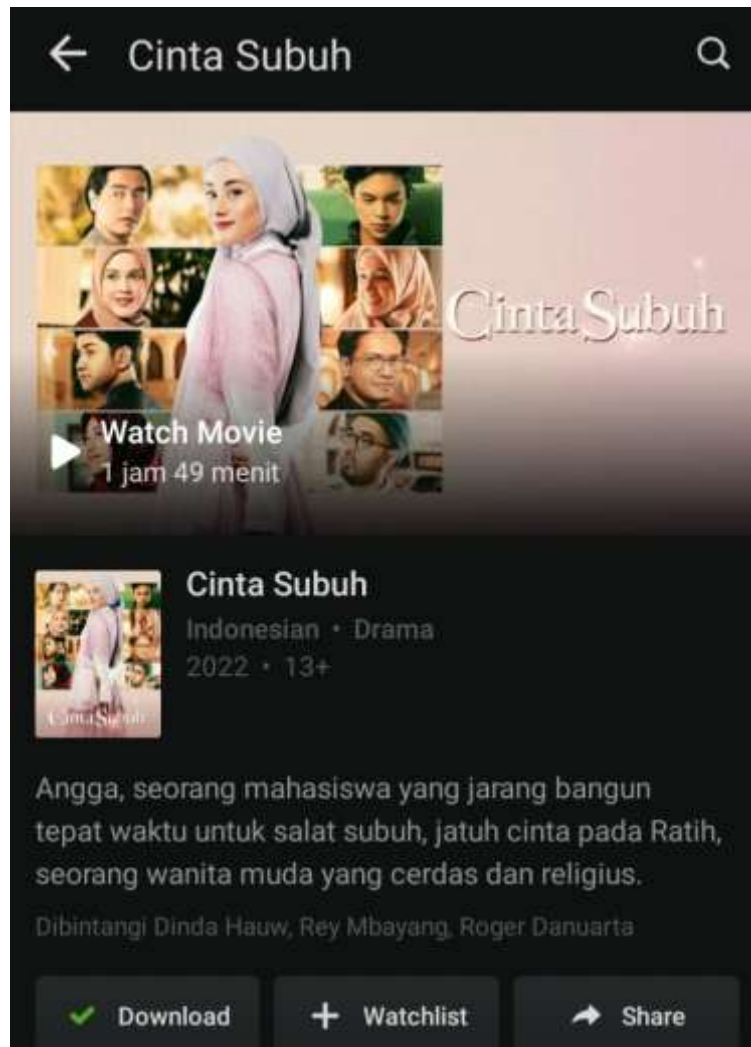 Cinta Subuh
Cinta Subuh
Watch Movie
1 jam 49 menit
Cinta Subuh
Indonesian • Drama
2022 • 13+
Cinta Subuh
Angga, seorang mahasiswa yang jarang bangun
tepat waktu untuk salat subuh, jatuh cinta pada Ratih,
seorang wanita muda yang cerdas dan religius.
Dibintangi Dinda Hauw, Rey Mbayang, Roger Danuarta
Download
Watchlist
Share